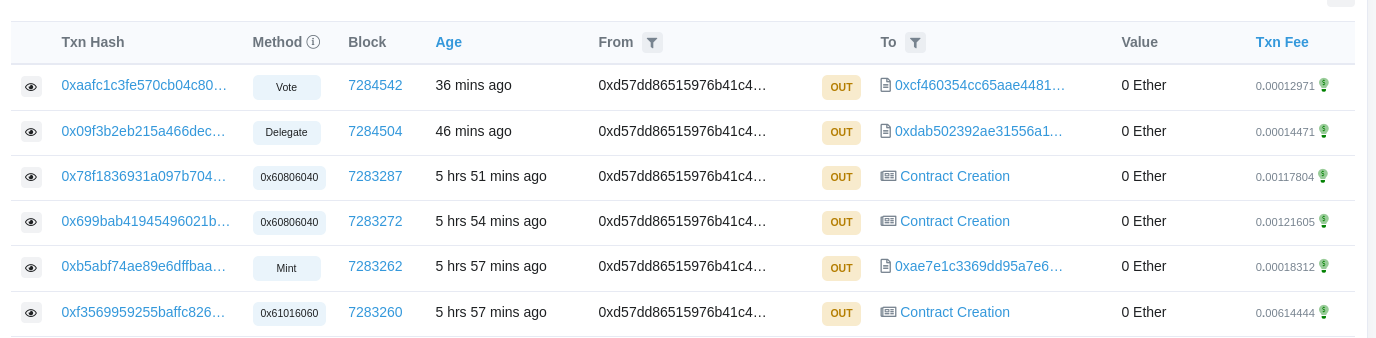 Txn Hash Method Block Age From To Value Txn Fee
0xaafc1c3fe570cb04c80... Vote 7284542 36 mins ago 0xd57dd86515976b41c4... OUT 0xcf460354cc65aae4481... 0 Ether 0.00012971
0x09f3b2eb215a466dec... Delegate 7284504 46 mins ago 0xd57dd86515976b41c4... OUT 0xdab502392ae31556a1... 0 Ether 0.00014471
0x78f1836931a097b704... 0x60806040 7283287 5 hrs 51 mins ago 0xd57dd86515976b41c4... OUT Contract Creation 0 Ether 0.00117804
0x699bab41945496021b... 0x60806040 7283272 5 hrs 54 mins ago 0xd57dd86515976b41c4... OUT Contract Creation 0 Ether 0.00121605
0xb5abf74ae89e6dffbaa... Mint 7283262 5 hrs 57 mins ago 0xd57dd86515976b41c4... OUT 0xae7e1c3369dd95a7e6... 0 Ether 0.00018312
0xf3569959255baffc826... 0x61016060 7283260 5 hrs 57 mins ago 0xd57dd86515976b41c4... OUT Contract Creation 0 Ether 0.00614444